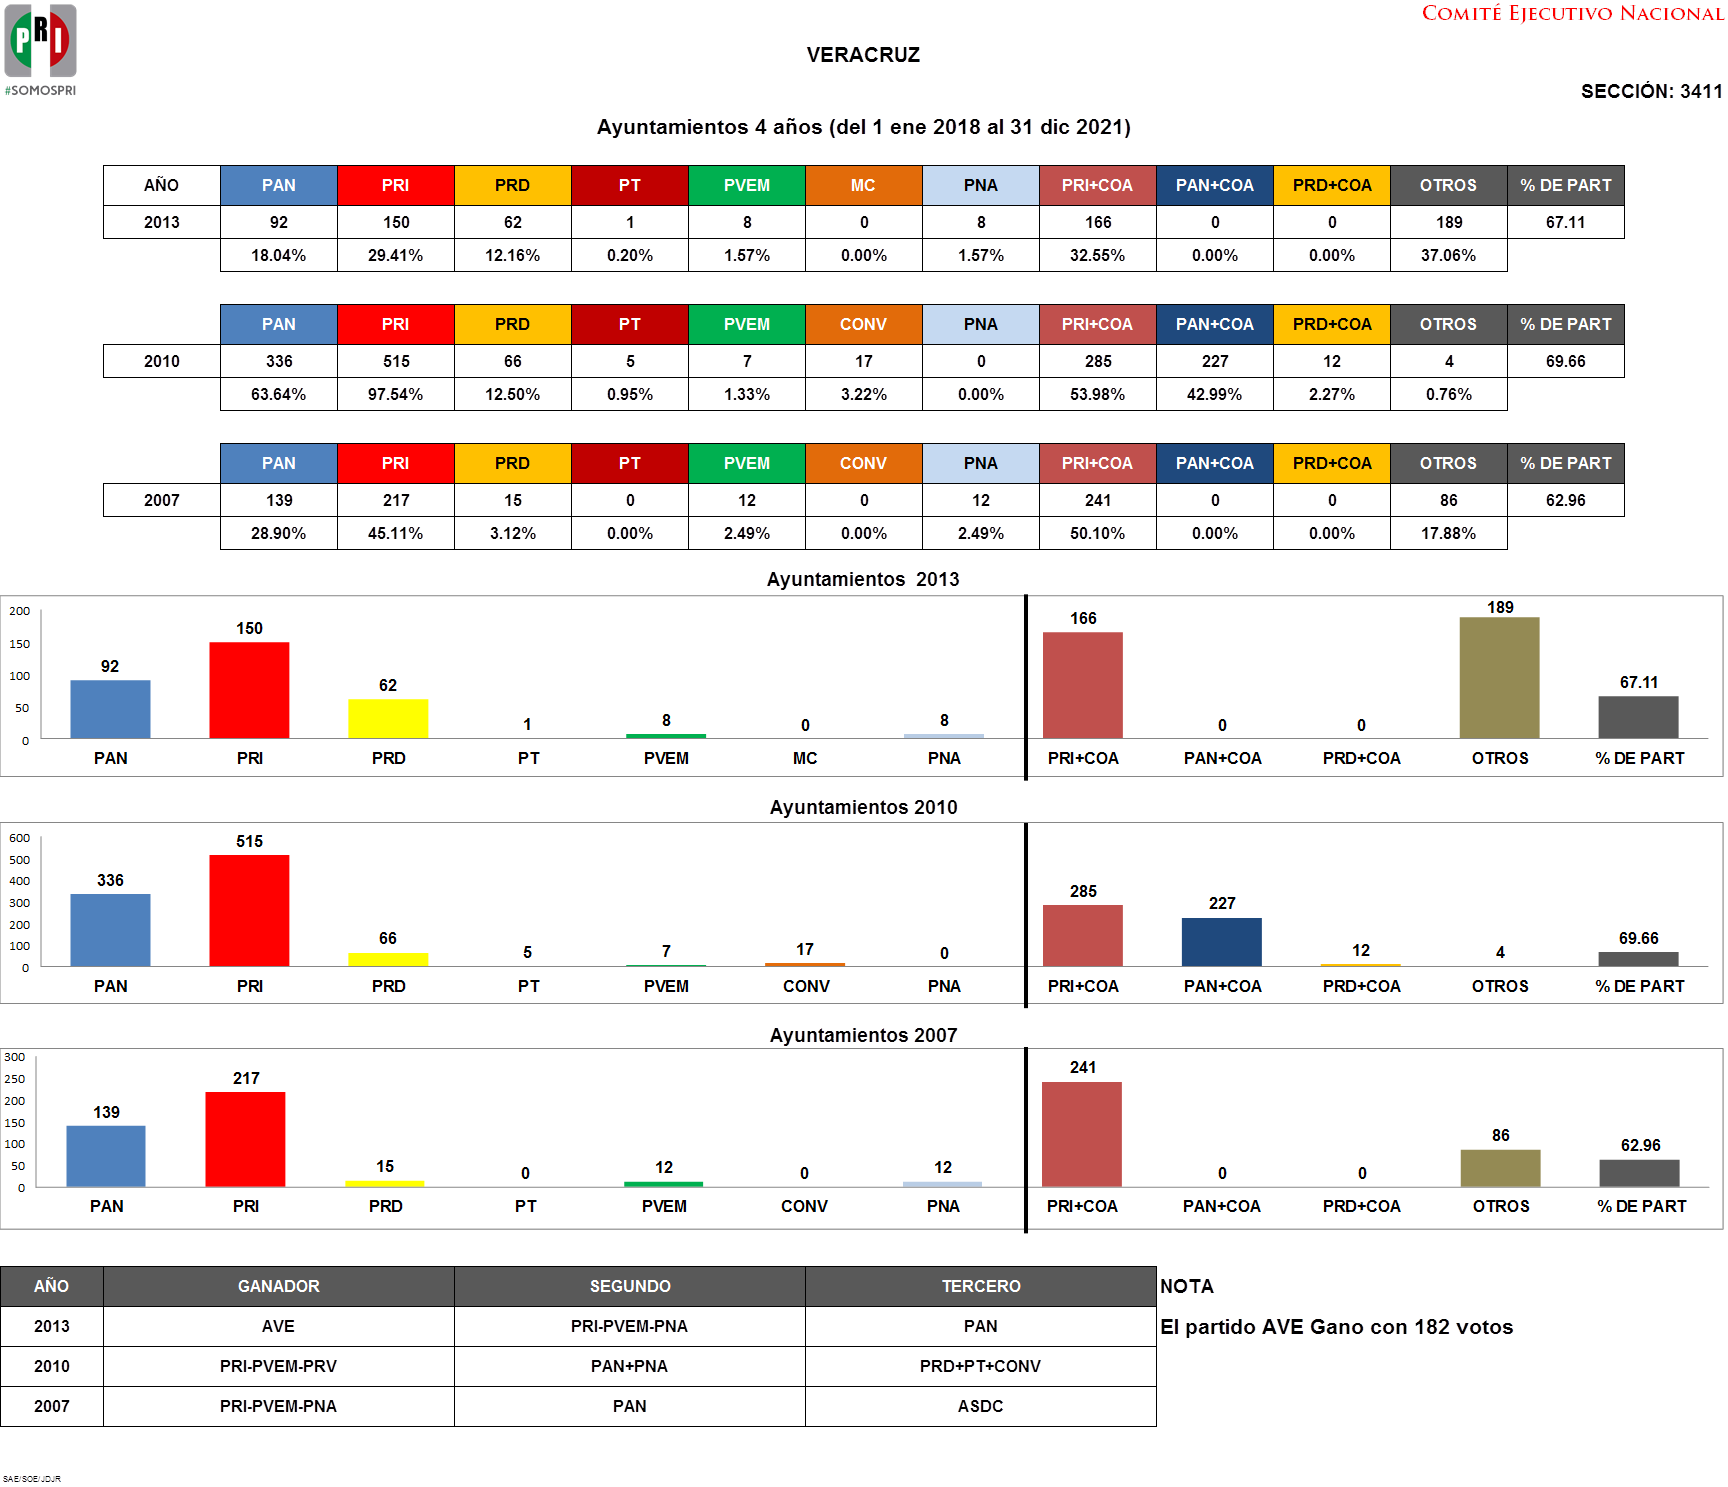 COMITÉ EJECUTIVO NACIONAL
PRI
#SOMOSPRI
VERACRUZ
SECCIÓN: 3411
Ayuntamientos 4 años (del 1 ene 2018 al 31 dic 2021)
AÑO PAN PRI PRD PT PVEM MC PNA PRI+COA PAN+COA PRD+COA OTROS % DE PART
2013 92 150 62 1 8 0 8 166 0 0 189 67.11
18.04% 29.41% 12.16% 0.20% 1.57% 0.00% 1.57% 32.55% 0.00% 0.00% 37.06%
PAN PRI PRD PT PVEM CONV PNA PRI+COA PAN+COA PRD+COA OTROS % DE PART
2010 336 515 66 5 7 17 0 285 227 12 4 69.66
63.64% 97.54% 12.50% 0.95% 1.33% 3.22% 0.00% 53.98% 42.99% 2.27% 0.76%
PAN PRI PRD PT PVEM CONV PNA PRI+COA PAN+COA PRD+COA OTROS % DE PART
2007 139 217 15 0 12 0 12 241 0 0 86 62.96
28.90% 45.11% 3.12% 0.00% 2.49% 0.00% 2.49% 50.10% 0.00% 0.00% 17.88%
Ayuntamientos 2013
200
150
100
50
0
92 150 62 1 8 0 8 166 0 0 189 67.11
PAN PRI PRD PT PVEM MC PNA PRI+COA PAN+COA PRD+COA OTROS % DE PART
Ayuntamientos 2010
600
500
400
300
200
100
0
336 515 66 5 7 17 0 285 227 12 4 69.66
PAN PRI PRD PT PVEM CONV PNA PRI+COA PAN+COA PRD+COA OTROS % DE PART
Ayuntamientos 2007
300
250
200
150
100
50
0
139 217 15 0 12 0 12 241 0 0 86 62.96
PAN PRI PRD PT PVEM CONV PNA PRI+COA PAN+COA PRD+COA OTROS % DE PART
AÑO GANADOR SEGUNDO TERCERO NOTA
2013 AVE PRI-PVEM-PNA PAN El partido AVE Gano con 182 votos
2010 PRI-PVEM-PRV PAN+PNA PRD+PT+CONV
2007 PRI-PVEM-PNA PAN ASDC
SAE/SOE/JDJR